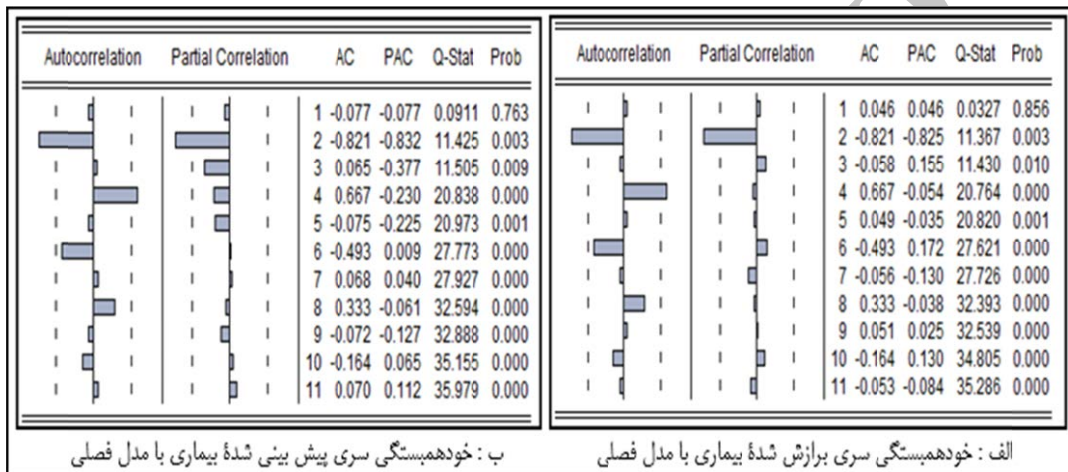 Autocorrelation Partial Correlation AC PAC Q-Stat Prob
1 0.046 0.046 0.0327 0.856
2 -0.821 -0.825 11.367 0.003
3 -0.058 0.155 11.430 0.010
4 0.667 -0.054 20.764 0.000
5 0.049 -0.035 20.820 0.001
6 -0.493 0.172 27.621 0.000
7 -0.056 -0.130 27.726 0.000
8 0.333 -0.038 32.393 0.000
9 0.051 0.025 32.539 0.000
10 -0.164 0.130 34.805 0.000
11 -0.053 -0.084 35.286 0.000
الف : خودهمبستگی سری برازش شدهٔ بیماری با مدل فصلی
Autocorrelation Partial Correlation AC PAC Q-Stat Prob
1 -0.077 -0.077 0.0911 0.763
2 -0.821 -0.832 11.425 0.003
3 0.065 -0.377 11.505 0.009
4 0.667 -0.230 20.838 0.000
5 -0.075 -0.225 20.973 0.001
6 -0.493 0.009 27.773 0.000
7 0.068 0.040 27.927 0.000
8 0.333 -0.061 32.594 0.000
9 -0.072 -0.127 32.888 0.000
10 -0.164 0.065 35.155 0.000
11 0.070 0.112 35.979 0.000
ب : خودهمبستگی سری پیش بینی شدهٔ بیماری با مدل فصلی